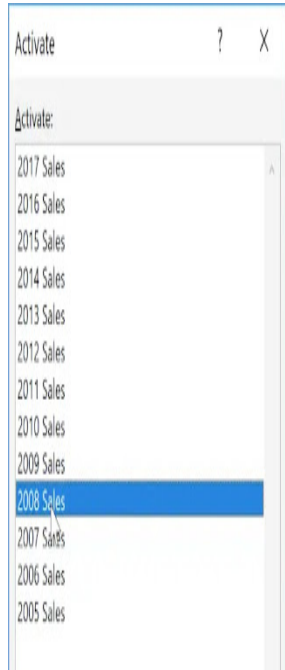 Activate ? X
Activate:
2017 Sales
2016 Sales
2015 Sales
2014 Sales
2013 Sales
2012 Sales
2011 Sales
2010 Sales
2009 Sales
2008 Sales
2007 Sales
2006 Sales
2005 Sales